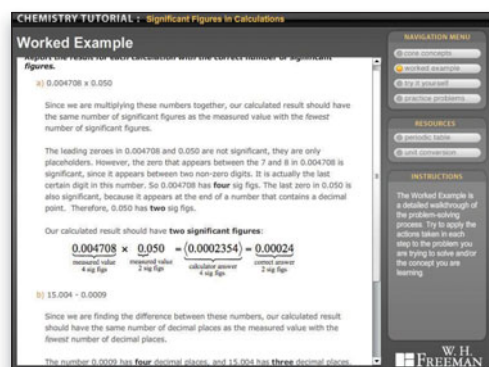 CHEMISTRY TUTORIAL : Significant Figures in Calculations
Worked Example
Report the result for each calculation with the correct number of significant
figures.
a) 0.004708 x 0.050
Since we are multiplying these numbers together, our calculated result should have
the same number of significant figures as the measured value with the fewest
number of significant figures.
The leading zeroes in 0.004708 and 0.050 are not significant, they are only
placeholders. However, the zero that appears between the 7 and 8 in 0.004708 is
significant, since it appears between two non-zero digits. It is actually the last
certain digit in this number. So 0.004708 has four sig figs. The last zero in 0.050 is
also significant, because it appears at the end of a number that contains a decimal
point. Therefore, 0.050 has two sig figs.
Our calculated result should have two significant figures:
0.004708 × 0.050 = (0.0002354) = 0.00024
measured value measured value calculator answer correct answer
4 sig figs 2 sig figs 4 sig figs 2 sig figs
b) 15.004 - 0.0009
Since we are finding the difference between these numbers, our calculated result
should have the same number of decimal places as the measured value with the
fewest number of decimal places.
The number 0.0009 has four decimal places, and 15.004 has three decimal places.
NAVIGATION MENU
core concepts
worked example
try it yourself
practice problems
RESOURCES
periodic table
unit conversion
INSTRUCTIONS
The Worked Example is
a detailed walkthrough of
the problem-solving
process. Try to apply the
actions taken in each
step to the problem you
are trying to solve and/or
the concept you are
learning
W. H.
FREEMAN